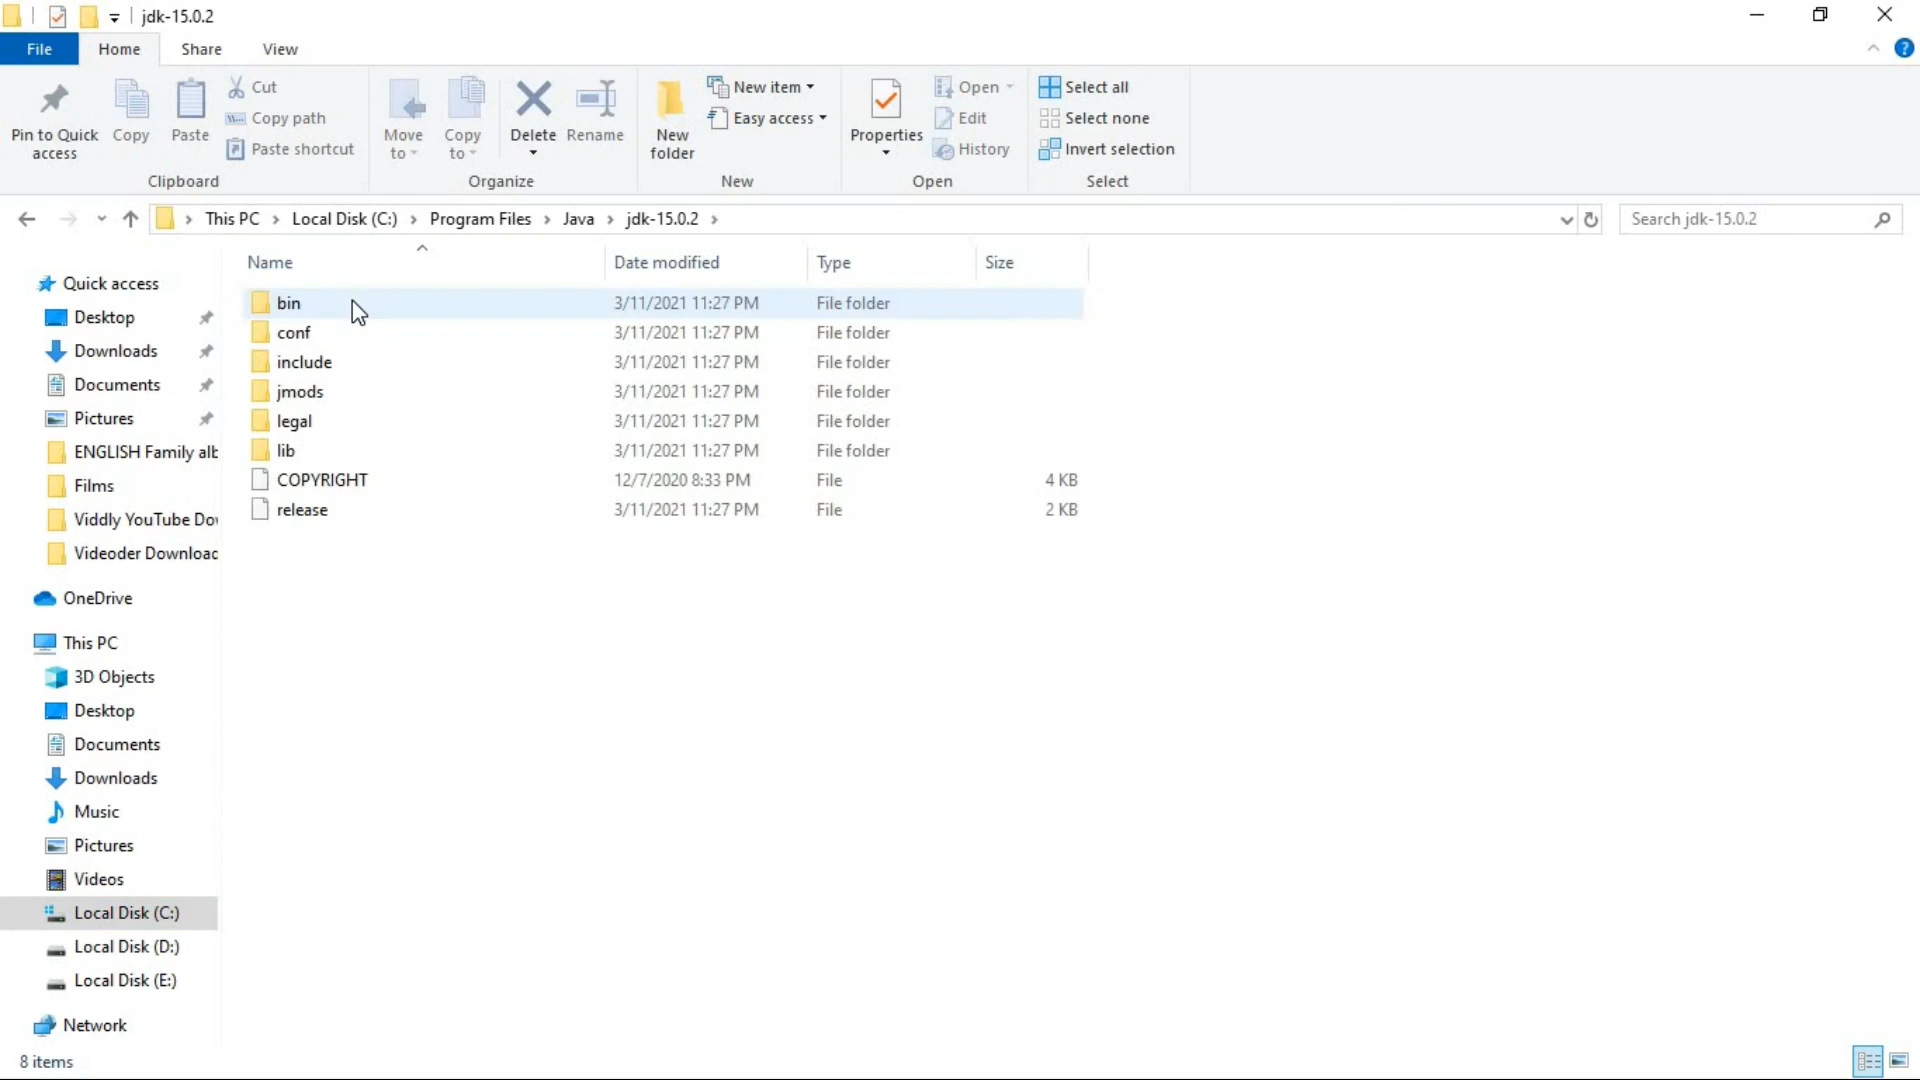 jdk-15.0.2
File Home Share View
Pin to Quick access
Copy
Paste
Cut
Copy path
Paste shortcut
Clipboard
Move to
Copy to
Delete
Rename
Organize
New folder
New item
Easy access
New
Properties
Open
Edit
History
Open
Select all
Select none
Invert selection
Select
This PC > Local Disk (C:) > Program Files > Java > jdk-15.0.2 >
Search jdk-15.0.2
Name Date modified Type Size
bin 3/11/2021 11:27 PM File folder
conf 3/11/2021 11:27 PM File folder
include 3/11/2021 11:27 PM File folder
jmods 3/11/2021 11:27 PM File folder
legal 3/11/2021 11:27 PM File folder
lib 3/11/2021 11:27 PM File folder
COPYRIGHT 12/7/2020 8:33 PM File 4 KB
release 3/11/2021 11:27 PM File 2 KB
Quick access
Desktop
Downloads
Documents
Pictures
ENGLISH Family alb
Films
Viddly YouTube Do
Videoder Downloac
OneDrive
This PC
3D Objects
Desktop
Documents
Downloads
Music
Pictures
Videos
Local Disk (C:)
Local Disk (D:)
Local Disk (E:)
Network
8 items